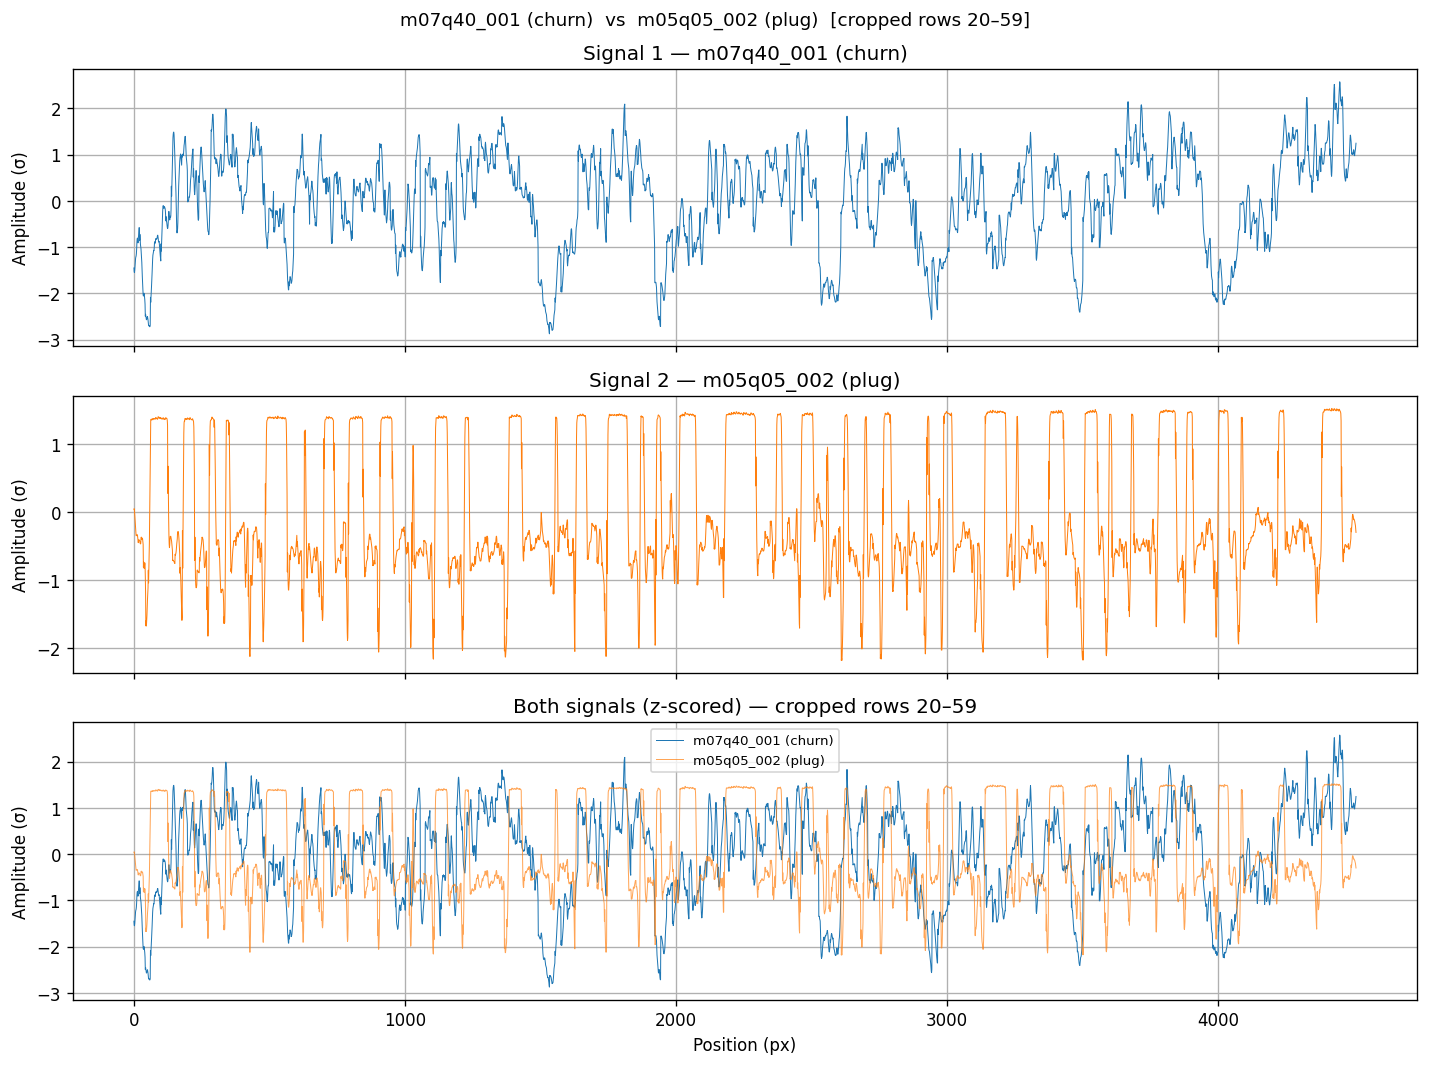 m07q40_001 (churn)  vs  m05q05_002 (plug)  [cropped rows 20–59]
Signal 1 — m07q40_001 (churn)
Amplitude (σ)
2
1
0
−1
−2
−3
Signal 2 — m05q05_002 (plug)
Amplitude (σ)
1
0
−1
−2
Both signals (z-scored) — cropped rows 20–59
m07q40_001 (churn)
m05q05_002 (plug)
Amplitude (σ)
2
1
0
−1
−2
−3
0 1000 2000 3000 4000
Position (px)